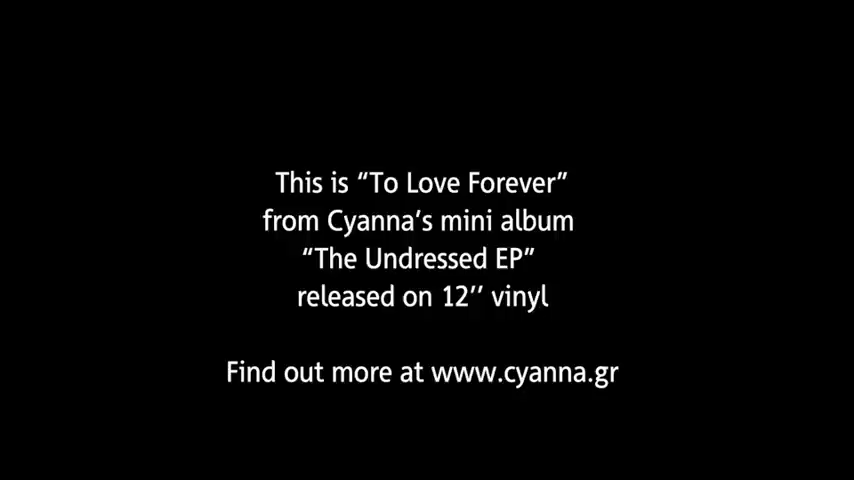 This is “To Love Forever”
from Cyanna’s mini album
“The Undressed EP”
released on 12’’ vinyl
Find out more at www.cyanna.gr